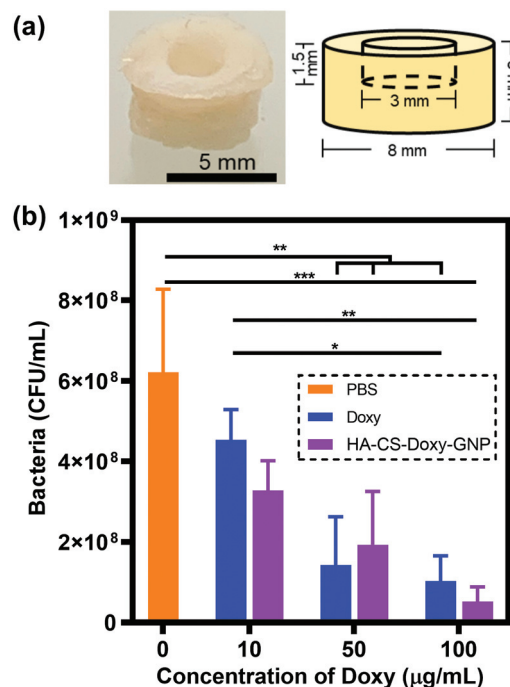 (a)
5 mm
1.5
mm
3 mm
8 mm
(b)
1×10⁹
8×10⁸
6×10⁸
4×10⁸
2×10⁸
0
Bacteria (CFU/mL)
**
***
**
*
PBS
Doxy
HA-CS-Doxy-GNP
0 10 50 100
Concentration of Doxy (μg/mL)